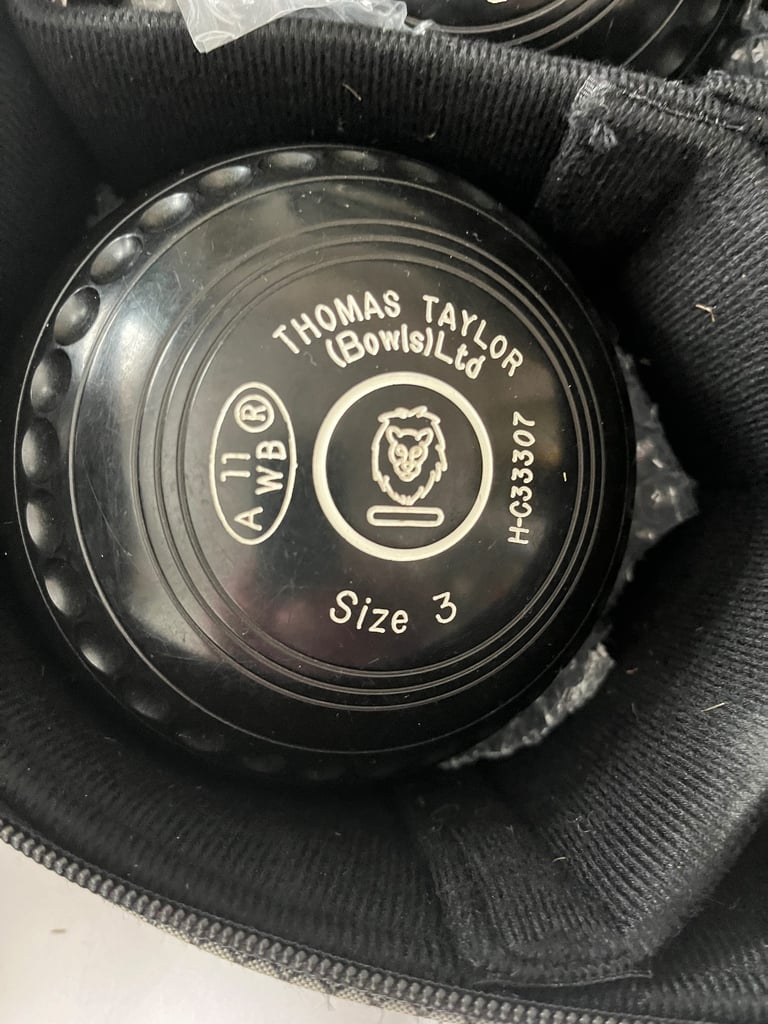 THOMAS TAYLOR
(Bowls)Ltd
A 11 R
WB
H-C33307
Size 3